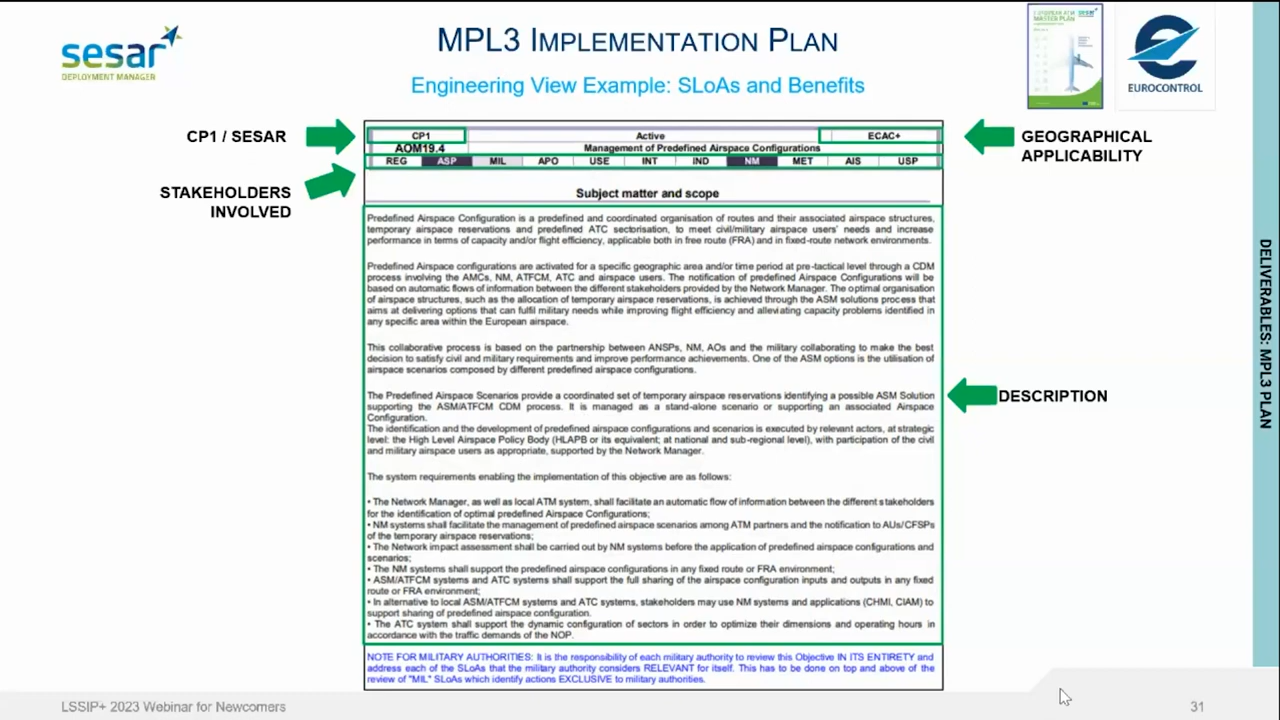 MPL3 IMPLEMENTATION PLAN
Engineering View Example: SLoAs and Benefits
sesar
DEPLOYMENT MANAGER
EUROPEAN ATM
MASTER PLAN
sesar
EUROCONTROL
CP1 / SESAR
STAKEHOLDERS
INVOLVED
GEOGRAPHICAL
APPLICABILITY
DESCRIPTION
CP1 Active ECAC+
AOM19.4 Management of Predefined Airspace Configurations
REG ASP MIL APO USE INT IND NM MET AIS USP
Subject matter and scope
Predefined Airspace Configuration is a predefined and coordinated organisation of routes and their associated airspace structures,
temporary airspace reservations and predefined ATC sectorisation, to meet civil/military airspace users' needs and increase
performance in terms of capacity and/or flight efficiency, applicable both in free route (FRA) and in fixed-route network environments.
Predefined Airspace configurations are activated for a specific geographic area and/or time period at pre-tactical level through a CDM
process involving the AMCs, NM, ATFCM, ATC and airspace users. The notification of predefined Airspace Configurations will be
based on automatic flows of information between the different stakeholders provided by the Network Manager. The optimal organisation
of airspace structures, such as the allocation of temporary airspace reservations, is achieved through the ASM solutions process that
aims at delivering options that can fulfil military needs while improving flight efficiency and alleviating capacity problems identified in
any specific area within the European airspace.
This collaborative process is based on the partnership between ANSPs, NM, AOs and the military collaborating to make the best
decision to satisfy civil and military requirements and improve performance achievements. One of the ASM options is the utilisation of
airspace scenarios composed by different predefined airspace configurations.
The Predefined Airspace Scenarios provide a coordinated set of temporary airspace reservations identifying a possible ASM Solution
supporting the ASM/ATFCM CDM process. It is managed as a stand-alone scenario or supporting an associated Airspace
Configuration.
The identification and the development of predefined airspace configurations and scenarios is executed by relevant actors, at strategic
level: the High Level Airspace Policy Body (HLAPB or its equivalent; at national and sub-regional level), with participation of the civil
and military airspace users as appropriate, supported by the Network Manager.
The system requirements enabling the implementation of this objective are as follows:
• The Network Manager, as well as local ATM system, shall facilitate an automatic flow of information between the different stakeholders
for the identification of optimal predefined Airspace Configurations;
• NM systems shall facilitate the management of predefined airspace scenarios among ATM partners and the notification to AUs/CFSPs
of the temporary airspace reservations;
• The Network impact assessment shall be carried out by NM systems before the application of predefined airspace configurations and
scenarios;
• The NM systems shall support the predefined airspace configurations in any fixed route or FRA environment;
• ASM/ATFCM systems and ATC systems shall support the full sharing of the airspace configuration inputs and outputs in any fixed
route or FRA environment;
• In alternative to local ASM/ATFCM systems and ATC systems, stakeholders may use NM systems and applications (CHMI, CIAM) to
support sharing of predefined airspace configuration.
• The ATC system shall support the dynamic configuration of sectors in order to optimize their dimensions and operating hours in
accordance with the traffic demands of the NOP.
NOTE FOR MILITARY AUTHORITIES: It is the responsibility of each military authority to review this Objective IN ITS ENTIRETY and
address each of the SLoAs that the military authority considers RELEVANT for itself. This has to be done on top and above of the
review of "MIL" SLoAs which identify actions EXCLUSIVE to military authorities.
DELIVERABLES: MPL3 PLAN
LSSIP+ 2023 Webinar for Newcomers
31